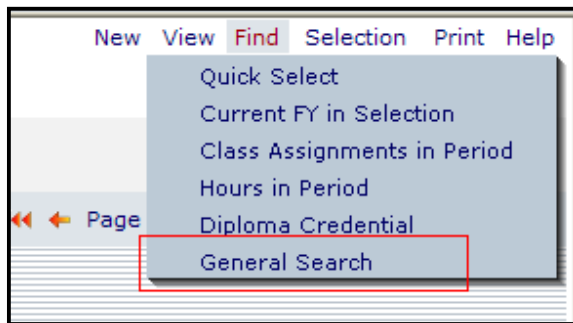 New View Find Selection Print Help
Quick Select
Current FY in Selection
Class Assignments in Period
Hours in Period
Page
Diploma Credential
General Search